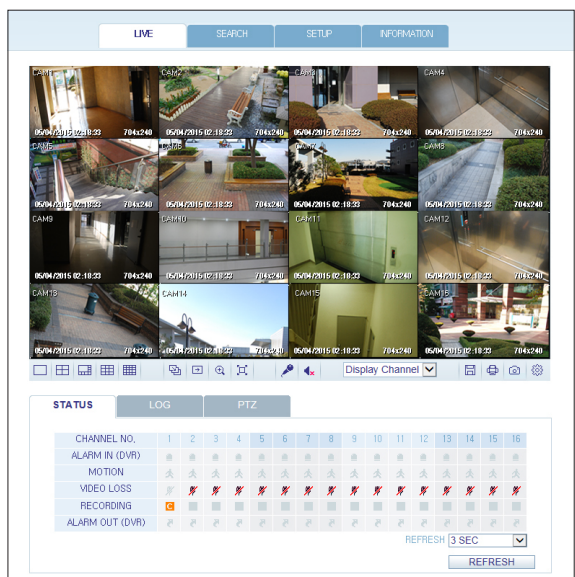 LIVE SEARCH SETUP INFORMATION
CAM1 CAM2 CAM3 CAM4
05/04/2015 02:18:33 704x240 05/04/2015 02:18:33 704x240 05/04/2015 02:18:33 704x240 05/04/2015 02:18:33 704x240
CAM5 CAM6 CAM7 CAM8
05/04/2015 02:18:33 704x240 05/04/2015 02:18:33 704x240 05/04/2015 02:18:33 704x240 05/04/2015 02:18:33 704x240
CAM9 CAM10 CAM11 CAM12
05/04/2015 02:18:33 704x240 05/04/2015 02:18:33 704x240 05/04/2015 02:18:33 704x240 05/04/2015 02:18:33 704x240
CAM13 CAM14 CAM15 CAM16
05/04/2015 02:18:33 704x240 05/04/2015 02:18:33 704x240 05/04/2015 02:18:33 704x240 05/04/2015 02:18:33 704x240
Display Channel
STATUS LOG PTZ
CHANNEL NO. 1 2 3 4 5 6 7 8 9 10 11 12 13 14 15 16
ALARM IN (DVR)
MOTION
VIDEO LOSS
RECORDING C
ALARM OUT (DVR)
REFRESH 3 SEC
REFRESH